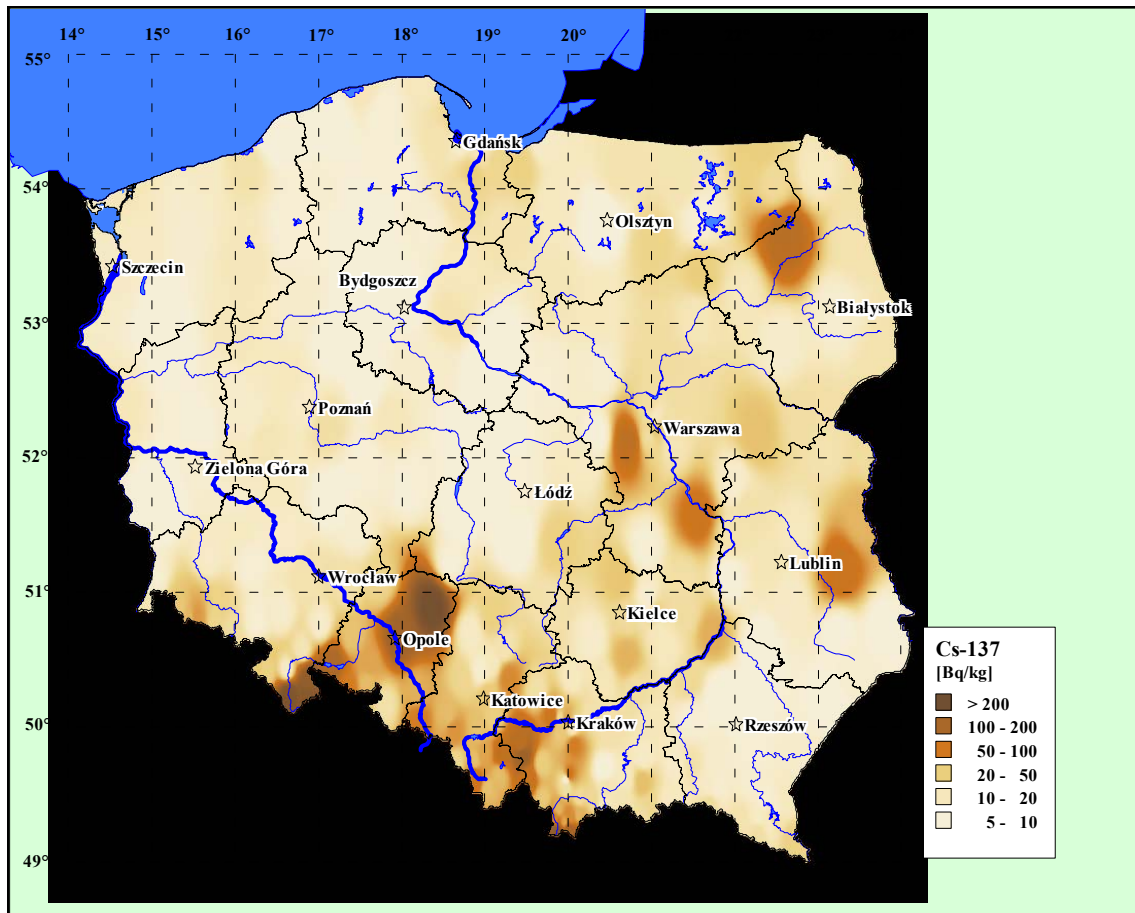 14° 15° 16° 17° 18° 19° 20°
55°
Gdańsk
54°
Olsztyn
Szczecin
Bydgoszcz
Białystok
53°
Poznań
Warszawa
52°
Zielona Góra
Łódź
Lublin
Wrocław
51°
Kielce
Opole
Cs-137
[Bq/kg]
> 200
100 - 200
50 - 100
20 - 50
10 - 20
5 - 10
Katowice
50°
Kraków
Rzeszów
49°